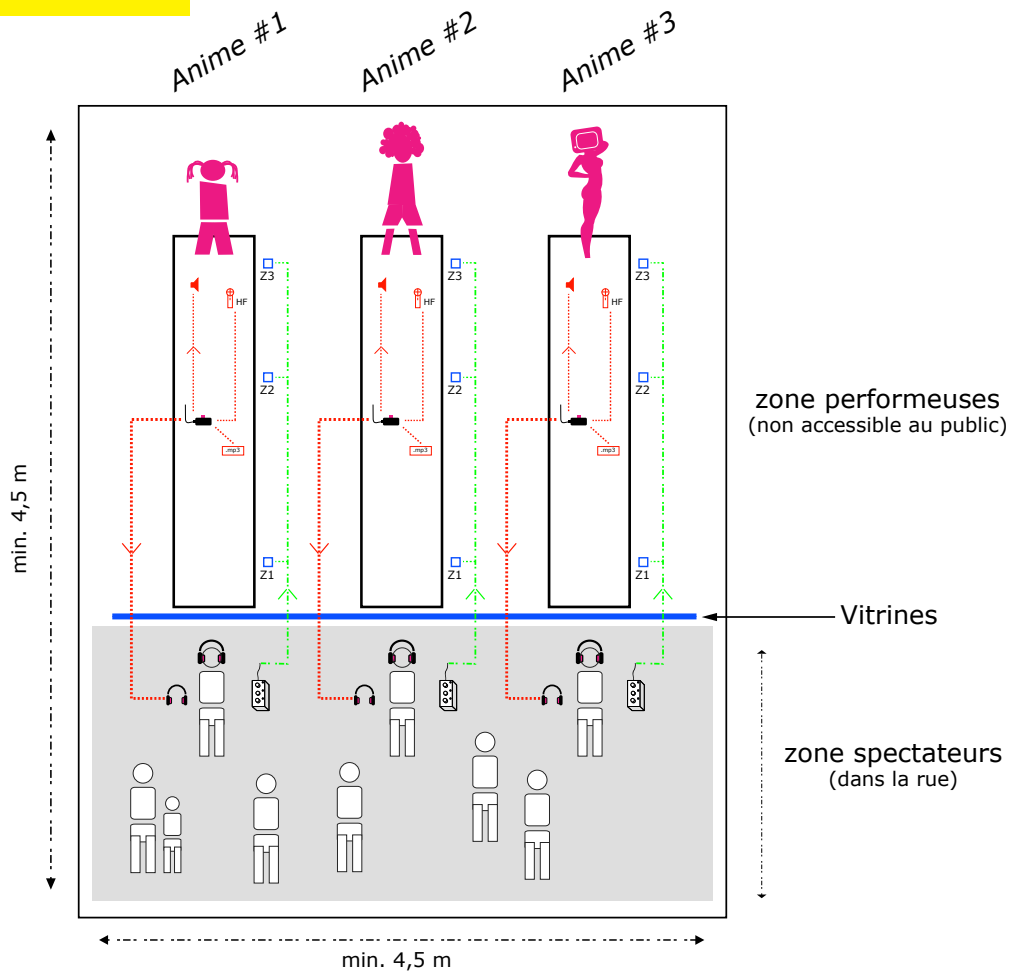 Anime #1
Anime #2
Anime #3
Z3
Z3
Z3
HF
HF
HF
Z2
Z2
Z2
.mp3
.mp3
.mp3
zone performeuses
(non accessible au public)
min. 4,5 m
Z1
Z1
Z1
Vitrines
zone spectateurs
(dans la rue)
min. 4,5 m